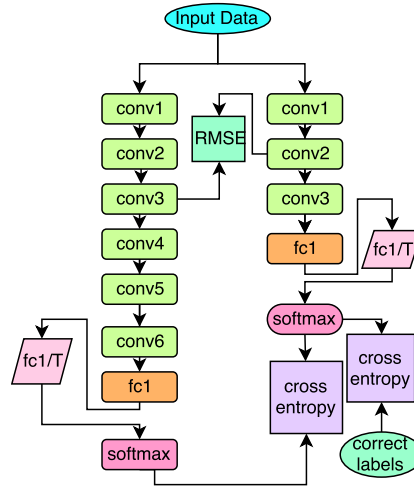 Input Data
conv1
conv2
conv3
conv4
conv5
conv6
fc1
fc1/T
softmax
RMSE
conv1
conv2
conv3
fc1
fc1/T
softmax
cross
entropy
cross
entropy
correct
labels